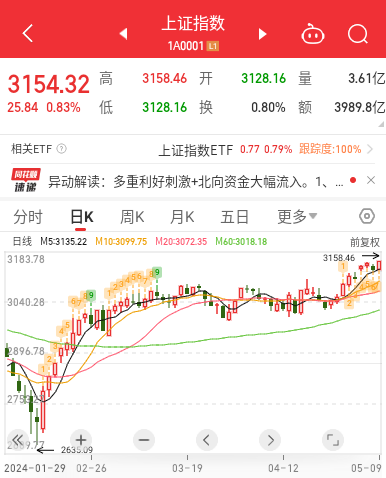 上证指数
1A0001 L1
3154.32 高 3158.46 开 3128.16 量 3.61亿
25.84 0.83% 低 3128.16 换 0.80% 额 3989.8亿
相关ETF ? 上证指数ETF 0.77 0.79% 跟踪度:100%
同花顺
速递
异动解读：多重利好刺激+北向资金大幅流入。1、...
分时 日K 周K 月K 五日 更多
日线 M5:3135.22 M10:3099.75 M20:3072.35 M60:3018.18 前复权
3183.78
3158.46
3040.28
2896.78
2635.09
2024-01-29 02-26 03-19 04-12 05-09